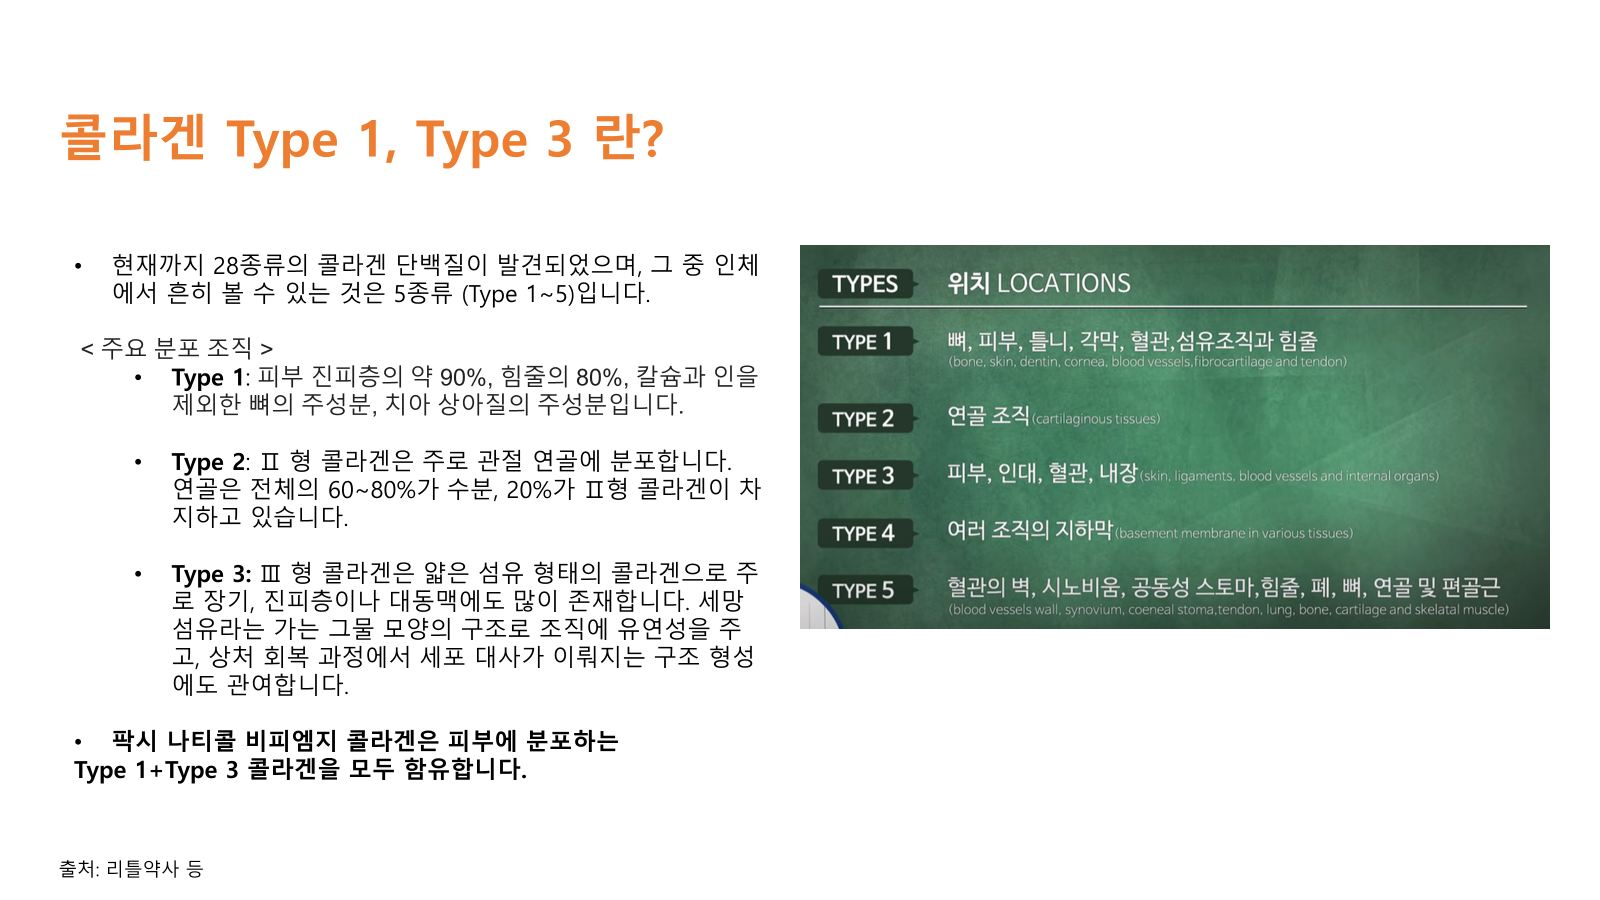 콜라겐 Type 1, Type 3 란?
• 현재까지 28종류의 콜라겐 단백질이 발견되었으며, 그 중 인체
에서 흔히 볼 수 있는 것은 5종류 (Type 1~5)입니다.
< 주요 분포 조직 >
• Type 1: 피부 진피층의 약 90%, 힘줄의 80%, 칼슘과 인을
제외한 뼈의 주성분, 치아 상아질의 주성분입니다.
• Type 2: Ⅱ 형 콜라겐은 주로 관절 연골에 분포합니다.
연골은 전체의 60~80%가 수분, 20%가 Ⅱ형 콜라겐이 차
지하고 있습니다.
• Type 3: Ⅲ 형 콜라겐은 얇은 섬유 형태의 콜라겐으로 주
로 장기, 진피층이나 대동맥에도 많이 존재합니다. 세망
섬유라는 가는 그물 모양의 구조로 조직에 유연성을 주
고, 상처 회복 과정에서 세포 대사가 이뤄지는 구조 형성
에도 관여합니다.
• 팍시 나티콜 비피엠지 콜라겐은 피부에 분포하는
Type 1+Type 3 콜라겐을 모두 함유합니다.
출처: 리틀약사 등
TYPES 위치 LOCATIONS
TYPE 1 뼈, 피부, 틀니, 각막, 혈관,섬유조직과 힘줄
(bone, skin, dentin, cornea, blood vessels,fibrocartilage and tendon)
TYPE 2 연골 조직(cartilaginous tissues)
TYPE 3 피부, 인대, 혈관, 내장(skin, ligaments, blood vessels and internal organs)
TYPE 4 여러 조직의 지하막(basement membrane in various tissues)
TYPE 5 혈관의 벽, 시노비움, 공동성 스토마,힘줄, 폐, 뼈, 연골 및 편골근
(blood vessels wall, synovium, coeneal stoma,tendon, lung, bone, cartilage and skelatal muscle)